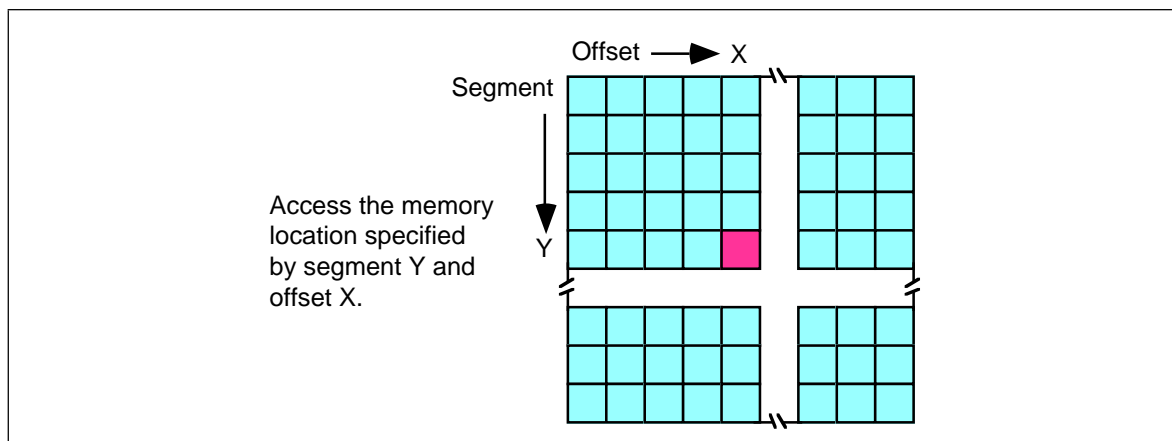 Offset X
Segment
Access the memory
location specified
Y
by segment Y and
offset X.